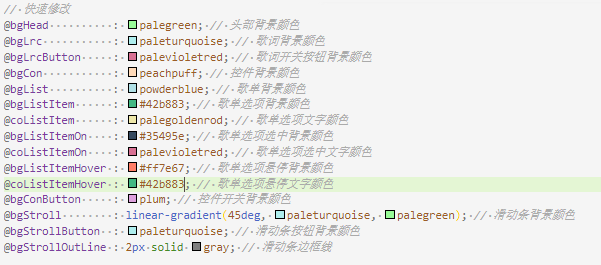 // 快速修改
@bgHead : palegreen; // 头部背景颜色
@bgLrc : paleturquoise; // 歌词背景颜色
@bgLrcButton : palevioletred; // 歌词开关按钮背景颜色
@bgCon : peachpuff; // 控件背景颜色
@bgList : powderblue; // 歌单背景颜色
@bgListItem : #42b883; // 歌单选项背景颜色
@coListItem : palegoldenrod; // 歌单选项文字颜色
@bgListItemOn : #35495e; // 歌单选项选中背景颜色
@coListItemOn : palevioletred; // 歌单选项选中文字颜色
@bgListItemHover : #ff7e67; // 歌单选项悬停背景颜色
@coListItemHover : #42b883; // 歌单选项悬停文字颜色
@bgConButton : plum; // 控件开关背景颜色
@bgStroll : linear-gradient(45deg, paleturquoise, palegreen); // 滑动条背景颜色
@bgStrollButton : paleturquoise; // 滑动条按钮背景颜色
@bgStrollOutLine : 2px solid gray; // 滑动条边框线